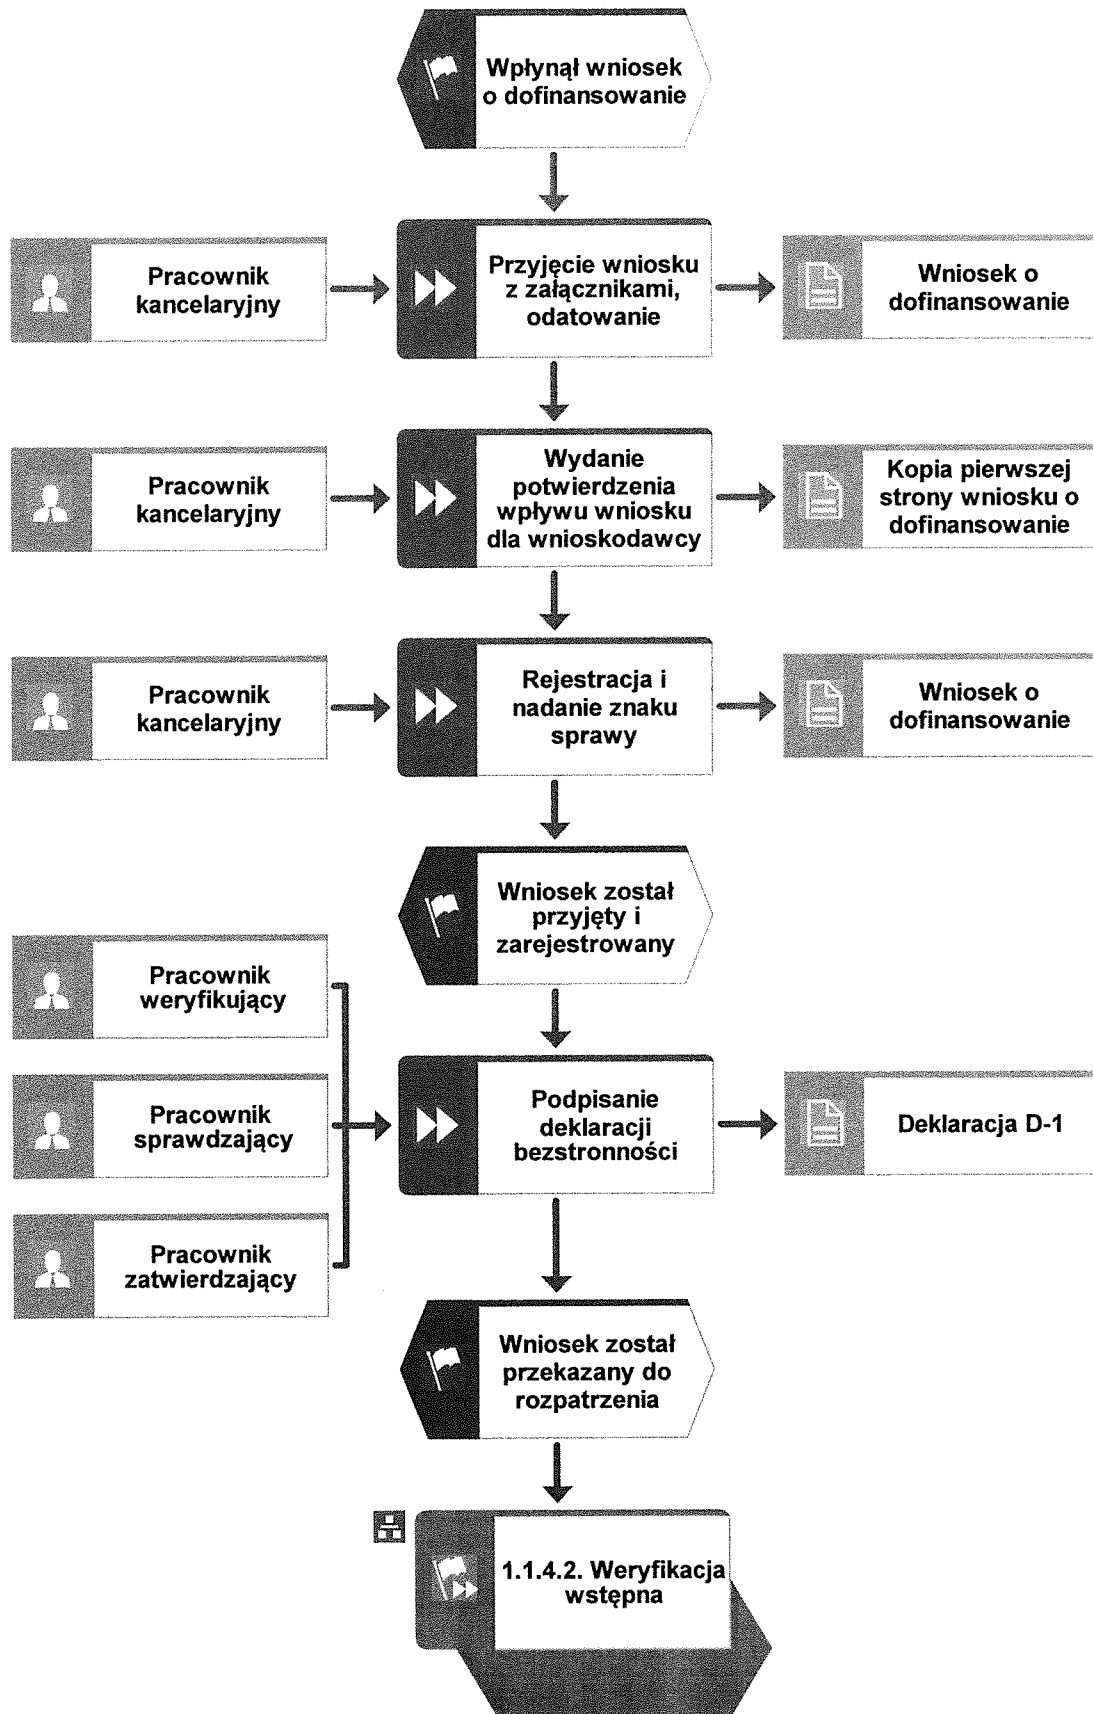 Wpłynął wniosek
o dofinansowanie
Pracownik
kancelaryjny
Przyjęcie wniosku
z załącznikami,
odatowanie
Wniosek o
dofinansowanie
Pracownik
kancelaryjny
Wydanie
potwierdzenia
wpływu wniosku
dla wnioskodawcy
Kopia pierwszej
strony wniosku o
dofinansowanie
Pracownik
kancelaryjny
Rejestracja i
nadanie znaku
sprawy
Wniosek o
dofinansowanie
Wniosek został
przyjęty i
zarejestrowany
Pracownik
weryfikujący
Pracownik
sprawdzający
Pracownik
zatwierdzający
Podpisanie
deklaracji
bezstronności
Deklaracja D-1
Wniosek został
przekazany do
rozpatrzenia
1.1.4.2. Weryfikacja
wstępna